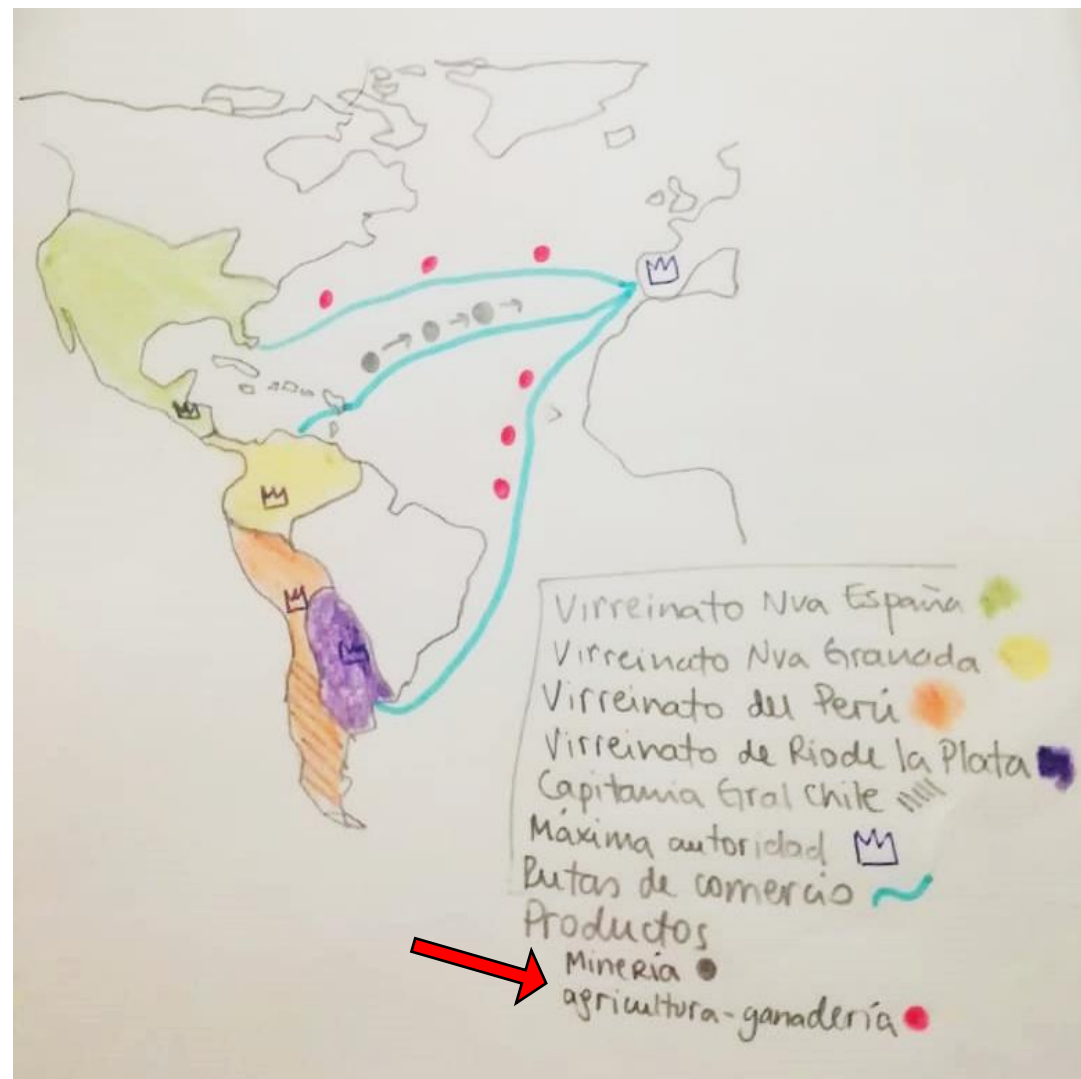 Virreinato Nva España
Virreinato Nva Granada
Virreinato del Perú
Virreinato de Rio de la Plata
Capitania Gral Chile
Máxima autoridad
Rutas de comercio
Productos
Minería
agricultura-ganadería